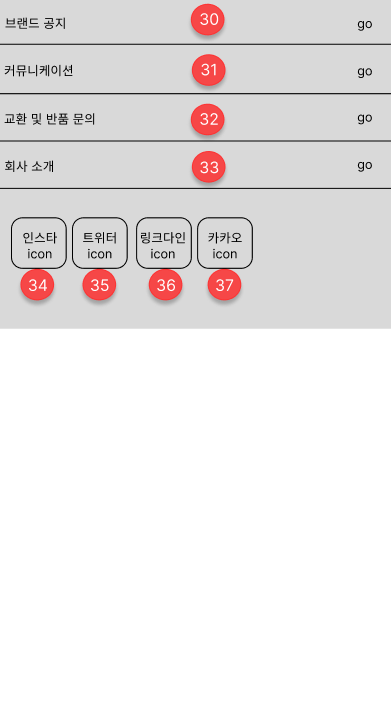 브랜드 공지 30 go
커뮤니케이션 31 go
교환 및 반품 문의 32 go
회사 소개 33 go
인스타 트위터 링크다인 카카오
icon icon icon icon
34 35 36 37